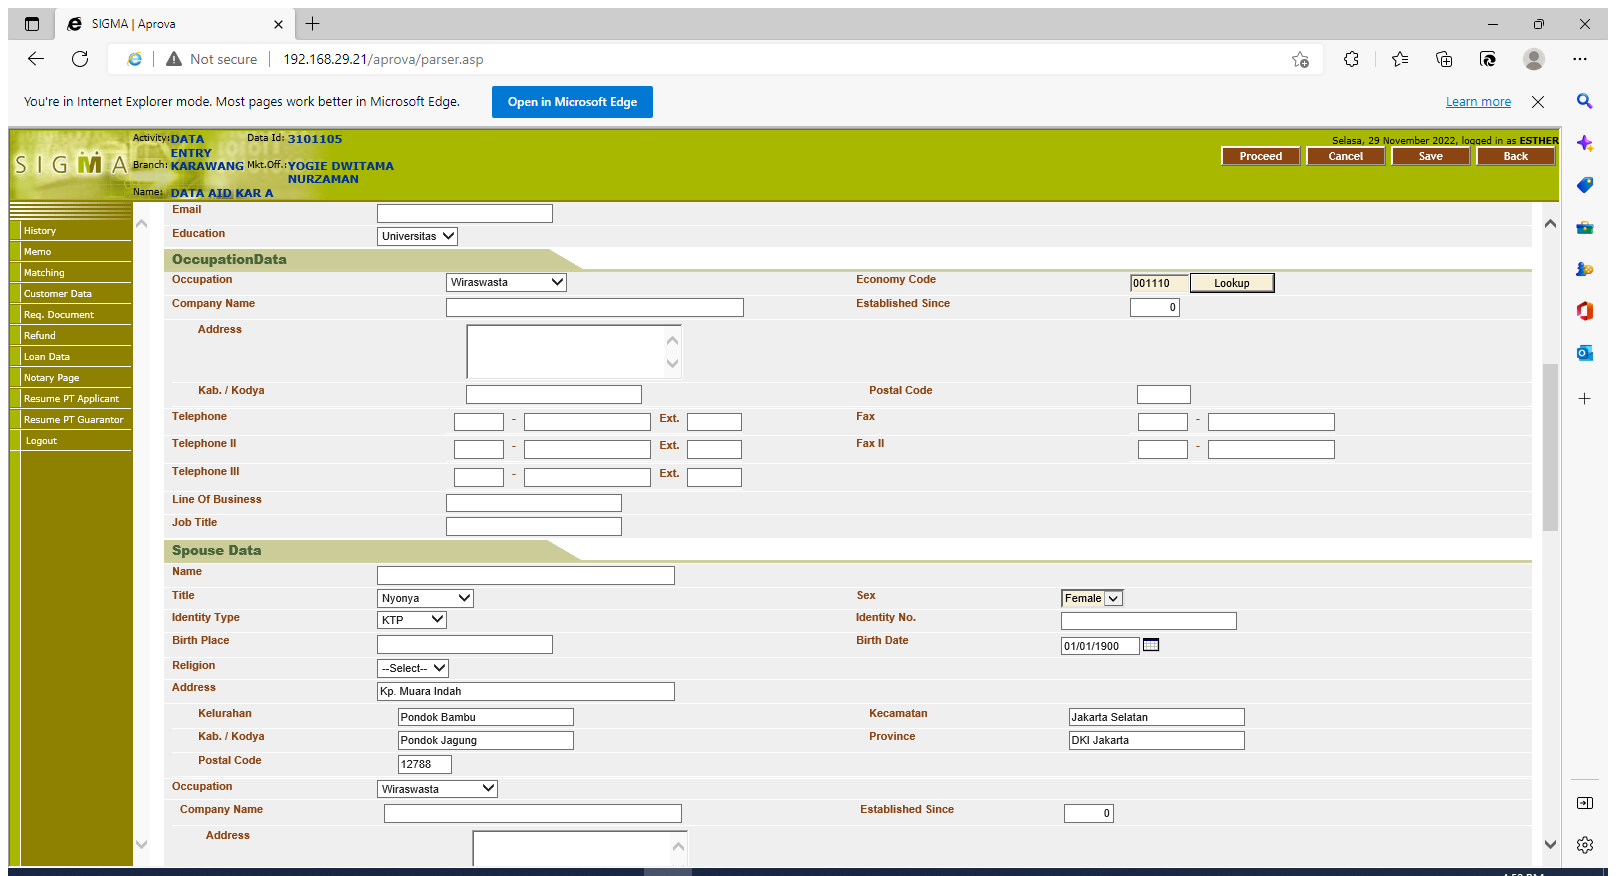 SIGMA | Aprova
Not secure
192.168.29.21/aprova/parser.asp
You're in Internet Explorer mode. Most pages work better in Microsoft Edge.
Open in Microsoft Edge
Learn more
SIGMA
Activity: DATA ENTRY Data Id: 3101105
Branch: KARAWANG Mkt.Off.: YOGIE DWITAMA NURZAMAN
Name: DATA AID KAR A
Selasa, 29 November 2022, logged in as ESTHER
Proceed Cancel Save Back
History
Memo
Matching
Customer Data
Req. Document
Refund
Loan Data
Notary Page
Resume PT Applicant
Resume PT Guarantor
Logout
Email
Education Universitas
OccupationData
Occupation Wiraswasta Economy Code 001110 Lookup
Company Name Established Since 0
Address
Kab. / Kodya Postal Code
Telephone - Ext. Fax -
Telephone II - Ext. Fax II -
Telephone III - Ext.
Line Of Business
Job Title
Spouse Data
Name
Title Nyonya Sex Female
Identity Type KTP Identity No.
Birth Place Birth Date 01/01/1900
Religion --Select--
Address Kp. Muara Indah
Kelurahan Pondok Bambu Kecamatan Jakarta Selatan
Kab. / Kodya Pondok Jagung Province DKI Jakarta
Postal Code 12788
Occupation Wiraswasta
Company Name Established Since 0
Address